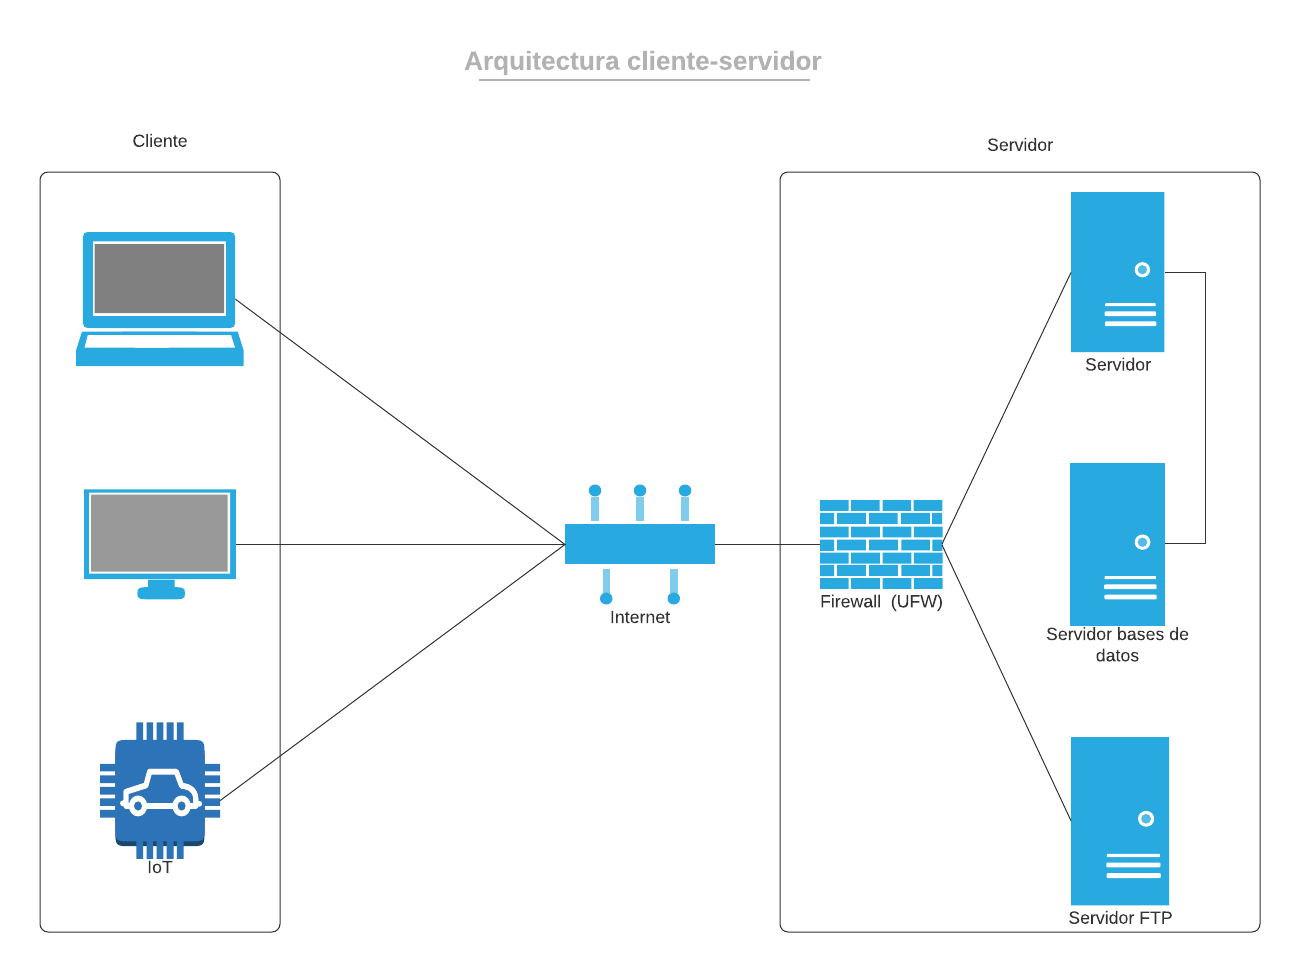 Arquitectura cliente-servidor
Cliente
Servidor
Servidor
Internet
Firewall  (UFW)
Servidor bases de
datos
IoT
Servidor FTP